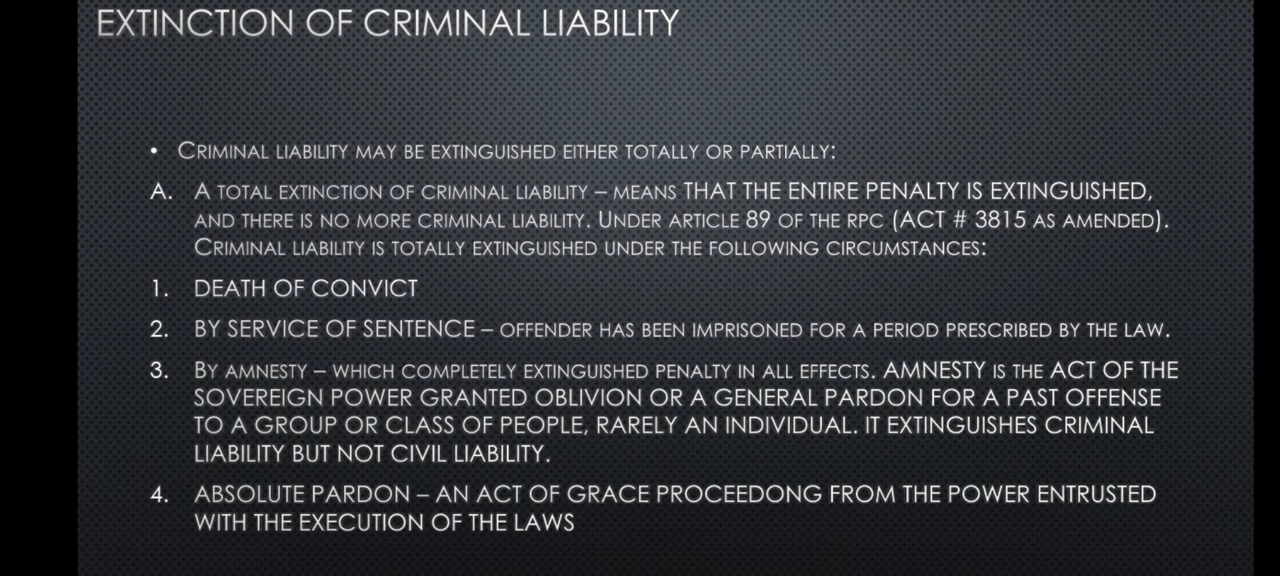 EXTINCTION OF CRIMINAL LIABILITY
• CRIMINAL LIABILITY MAY BE EXTINGUISHED EITHER TOTALLY OR PARTIALLY:
A. A TOTAL EXTINCTION OF CRIMINAL LIABILITY – MEANS THAT THE ENTIRE PENALTY IS EXTINGUISHED,
AND THERE IS NO MORE CRIMINAL LIABILITY. UNDER ARTICLE 89 OF THE RPC (ACT # 3815 AS AMENDED).
CRIMINAL LIABILITY IS TOTALLY EXTINGUISHED UNDER THE FOLLOWING CIRCUMSTANCES:
1. DEATH OF CONVICT
2. BY SERVICE OF SENTENCE – OFFENDER HAS BEEN IMPRISONED FOR A PERIOD PRESCRIBED BY THE LAW.
3. BY AMNESTY – WHICH COMPLETELY EXTINGUISHED PENALTY IN ALL EFFECTS. AMNESTY IS THE ACT OF THE
SOVEREIGN POWER GRANTED OBLIVION OR A GENERAL PARDON FOR A PAST OFFENSE
TO A GROUP OR CLASS OF PEOPLE, RARELY AN INDIVIDUAL. IT EXTINGUISHES CRIMINAL
LIABILITY BUT NOT CIVIL LIABILITY.
4. ABSOLUTE PARDON – AN ACT OF GRACE PROCEEDONG FROM THE POWER ENTRUSTED
WITH THE EXECUTION OF THE LAWS